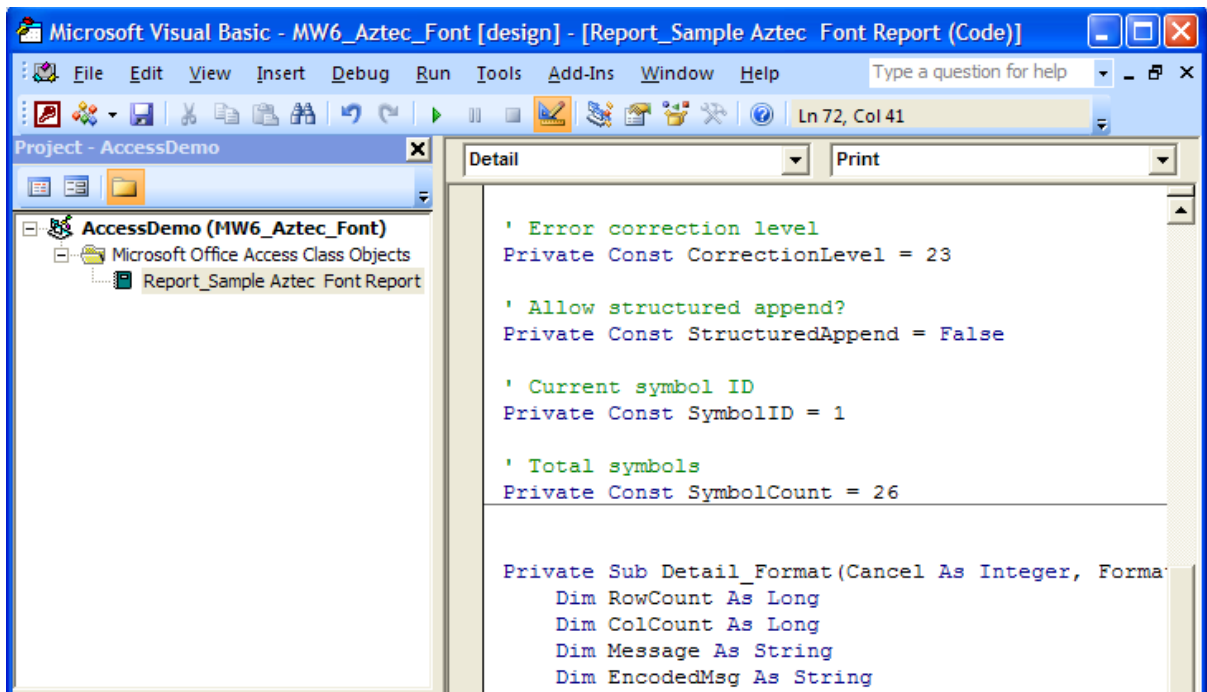 Microsoft Visual Basic - MW6_Aztec_Font [design] - [Report_Sample Aztec  Font Report (Code)]
File Edit View Insert Debug Run Tools Add-Ins Window Help Type a question for help
Ln 72, Col 41
Project - AccessDemo
Detail Print
AccessDemo (MW6_Aztec_Font)
Microsoft Office Access Class Objects
Report_Sample Aztec  Font Report
' Error correction level
Private Const CorrectionLevel = 23
' Allow structured append?
Private Const StructuredAppend = False
' Current symbol ID
Private Const SymbolID = 1
' Total symbols
Private Const SymbolCount = 26
Private Sub Detail_Format(Cancel As Integer, Forma
Dim RowCount As Long
Dim ColCount As Long
Dim Message As String
Dim EncodedMsg As String